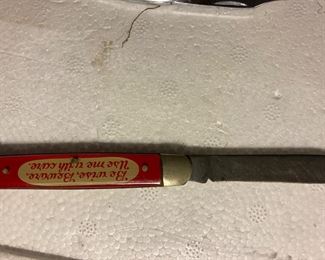 Be wise, Beware.
Use me with care.